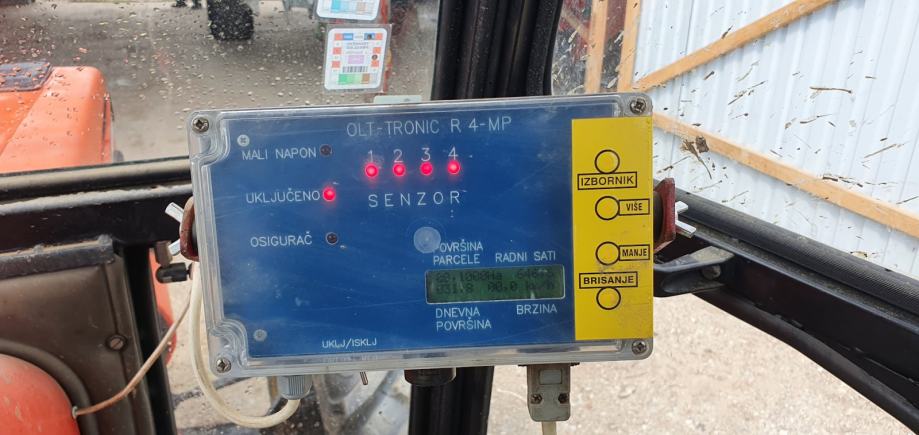 OLT-TRONIC R 4-MP
MALI NAPON
1 2 3 4
UKLJUČENO
SENZOR
OSIGURAČ
POVRŠINA
PARCELE
RADNI SATI
DNEVNA
POVRŠINA
BRZINA
UKLJ/ISKLJ
IZBORNIK
VIŠE
MANJE
BRISANJE